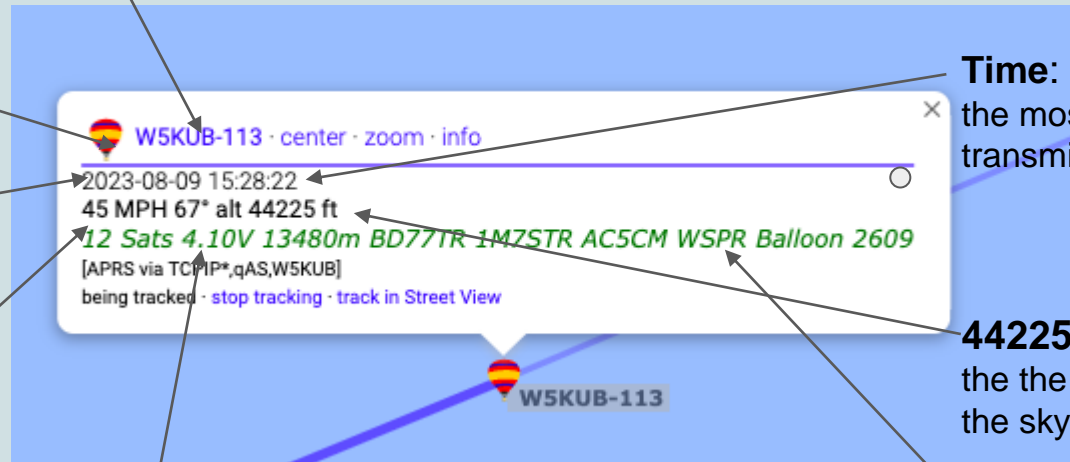 W5KUB-113 · center · zoom · info
2023-08-09 15:28:22
45 MPH 67° alt 44225 ft
12 Sats 4.10V 13480m BD77TR 1M7STR AC5CM WSPR Balloon 2609
[APRS via TCPIP*,qAS,W5KUB]
being tracked · stop tracking · track in Street View
W5KUB-113
Time:
the mos
transmi
44225
the the
the sky